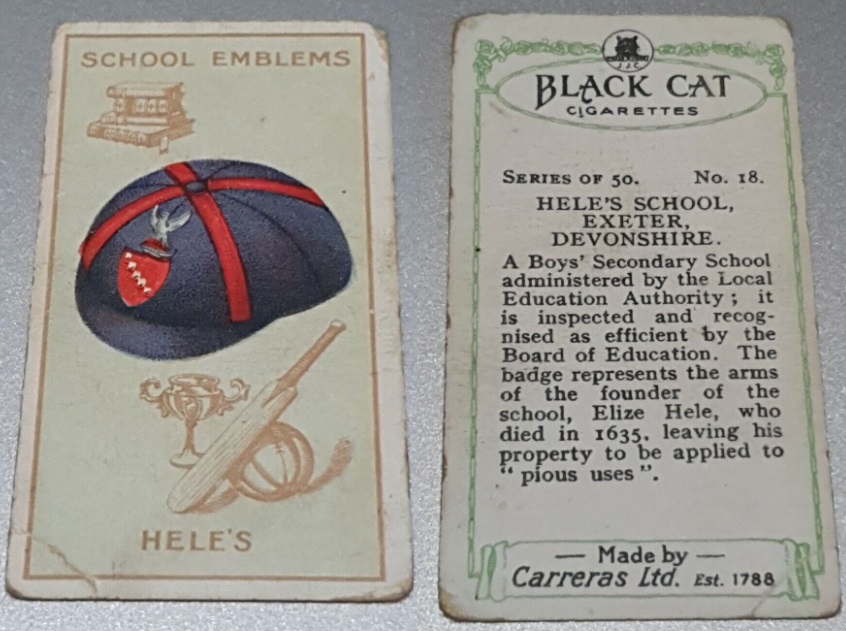 SCHOOL EMBLEMS
HELE'S
J.J.C.
BLACK CAT
CIGARETTES
SERIES OF 50. No. 18.
HELE'S SCHOOL,
EXETER,
DEVONSHIRE.
A Boys' Secondary School
administered by the Local
Education Authority; it
is inspected and recog-
nised as efficient by the
Board of Education. The
badge represents the arms
of the founder of the
school, Elize Hele, who
died in 1635, leaving his
property to be applied to
" pious uses ".
— Made by —
Carreras Ltd. Est. 1788